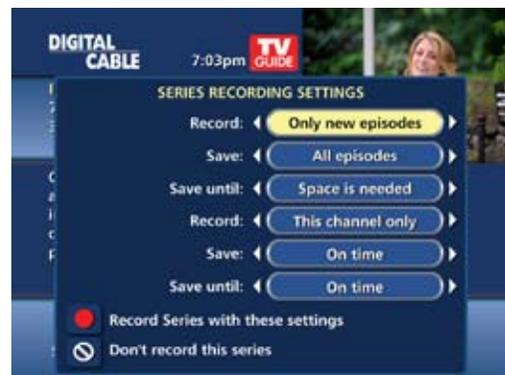 DIGITAL
CABLE
7:03pm
TV
GUIDE
SERIES RECORDING SETTINGS
Record: Only new episodes
Save: All episodes
Save until: Space is needed
Record: This channel only
Save: On time
Save until: On time
Record Series with these settings
Don't record this series